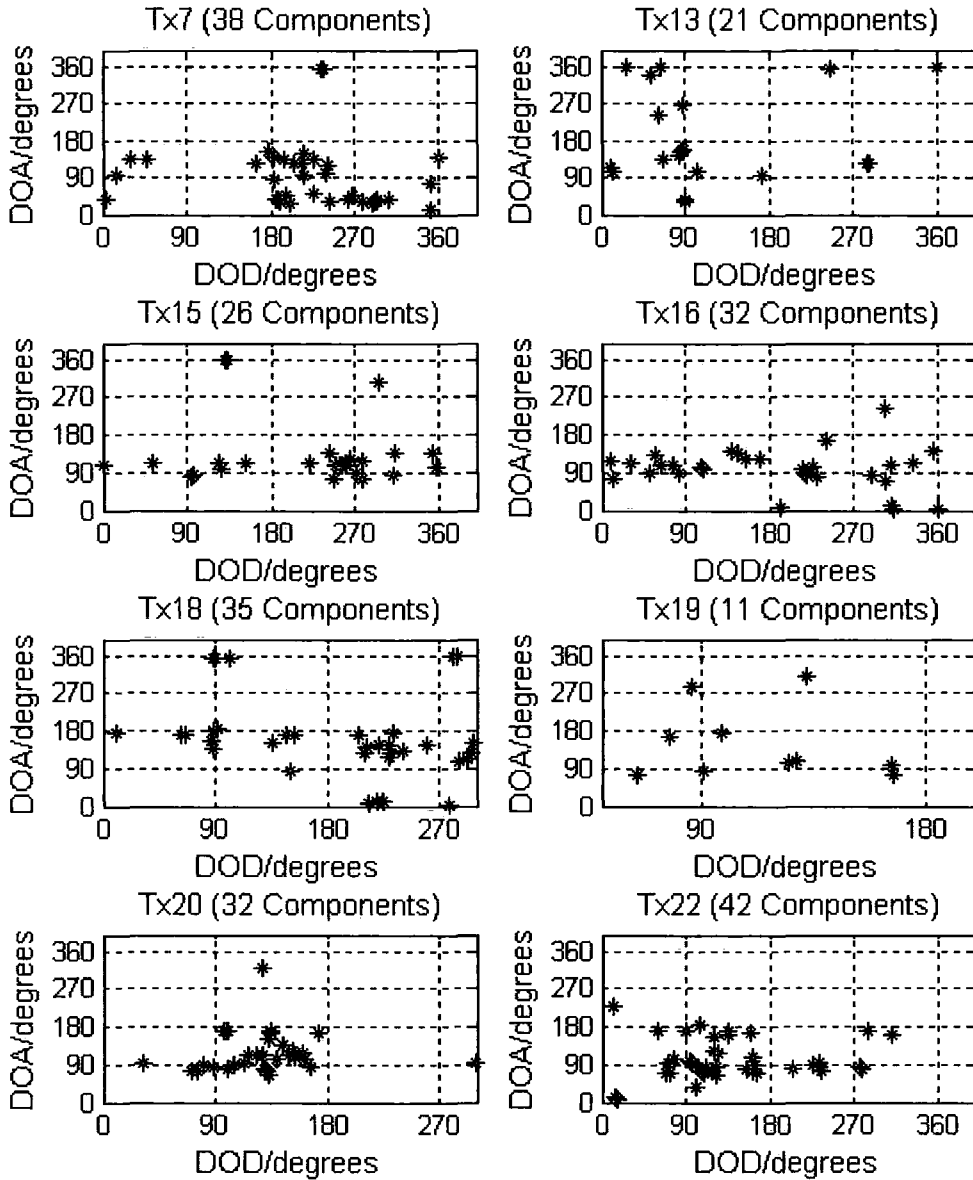 Tx7 (38 Components)
DOA/degrees
360
270
180
90
0
0 90 180 270 360
DOD/degrees
Tx13 (21 Components)
DOA/degrees
360
270
180
90
0
0 90 180 270 360
DOD/degrees
Tx15 (26 Components)
DOA/degrees
360
270
180
90
0
0 90 180 270 360
DOD/degrees
Tx16 (32 Components)
DOA/degrees
360
270
180
90
0
0 90 180 270 360
DOD/degrees
Tx18 (35 Components)
DOA/degrees
360
270
180
90
0
0 90 180 270
DOD/degrees
Tx19 (11 Components)
DOA/degrees
360
270
180
90
0
90 180
DOD/degrees
Tx20 (32 Components)
DOA/degrees
360
270
180
90
0
0 90 180 270
DOD/degrees
Tx22 (42 Components)
DOA/degrees
360
270
180
90
0
0 90 180 270 360
DOD/degrees